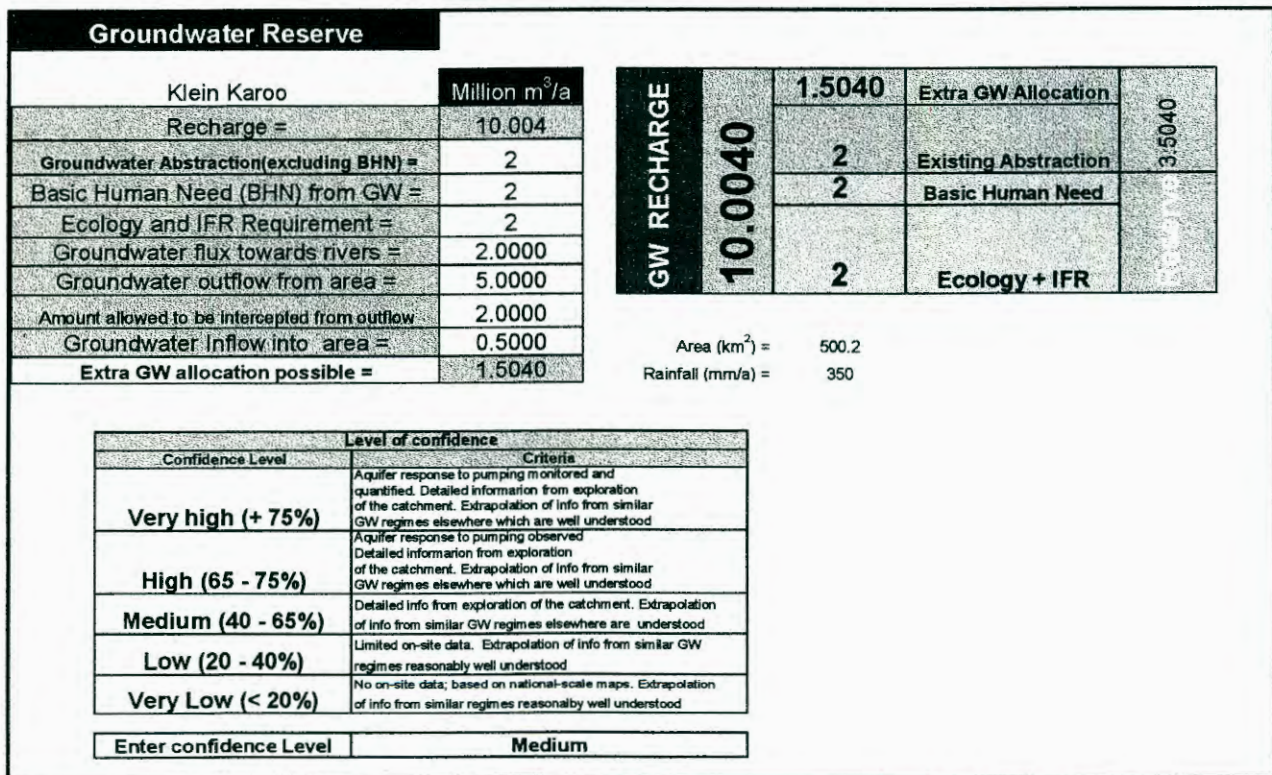 Groundwater Reserve
Klein Karoo Million m³/a
Recharge = 10.004
Groundwater Abstraction(excluding BHN) = 2
Basic Human Need (BHN) from GW = 2
Ecology and IFR Requirement = 2
Groundwater flux towards rivers = 2.0000
Groundwater outflow from area = 5.0000
Amount allowed to be intercepted from outflow 2.0000
Groundwater Inflow into area = 0.5000
Extra GW allocation possible = 1.5040
GW RECHARGE
10.0040
1.5040 Extra GW Allocation
2 Existing Abstraction
3.5040
2 Basic Human Need
2 Ecology + IFR
Area (km²) = 500.2
Rainfall (mm/a) = 350
Level of confidence
Confidence Level Criteria
Very high (+ 75%)
Aquifer response to pumping monitored and
quantified. Detailed informarion from exploration
of the catchment. Extrapolation of info from similar
GW regimes elsewhere which are well understood
High (65 - 75%)
Aquifer response to pumping observed
Detailed informarion from exploration
of the catchment. Extrapolation of info from similar
GW regimes elsewhere which are well understood
Medium (40 - 65%)
Detailed info from exploration of the catchment. Extrapolation
of info from similar GW regimes elsewhere are understood
Low (20 - 40%)
Limited on-site data. Extrapolation of info from similar GW
regimes reasonably well understood
Very Low (< 20%)
No on-site data; based on national-scale maps. Extrapolation
of info from similar regimes reasonalby well understood
Enter confidence Level Medium